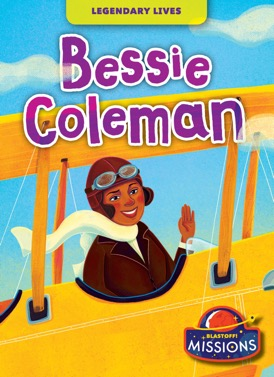 LEGENDARY LIVES
Bessie
Coleman
BLASTOFF!
MISSIONS